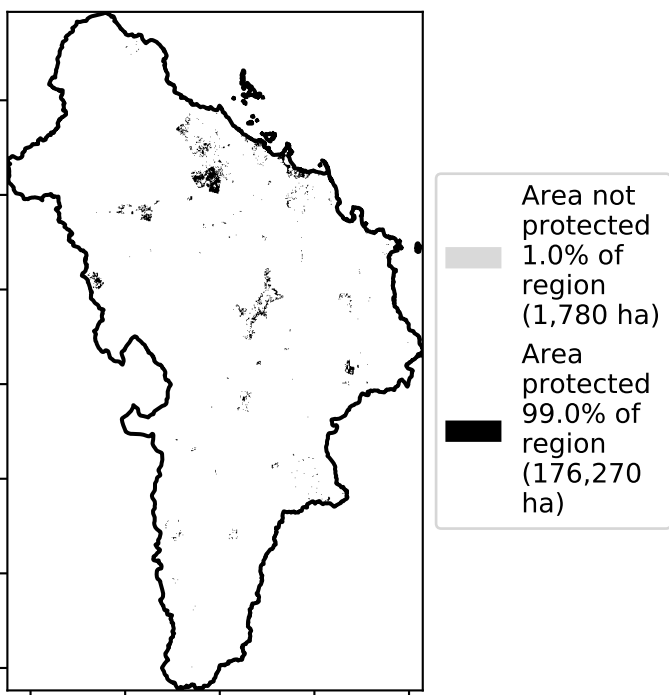 Area not
protected
1.0% of
region
(1,780 ha)
Area
protected
99.0% of
region
(176,270
ha)